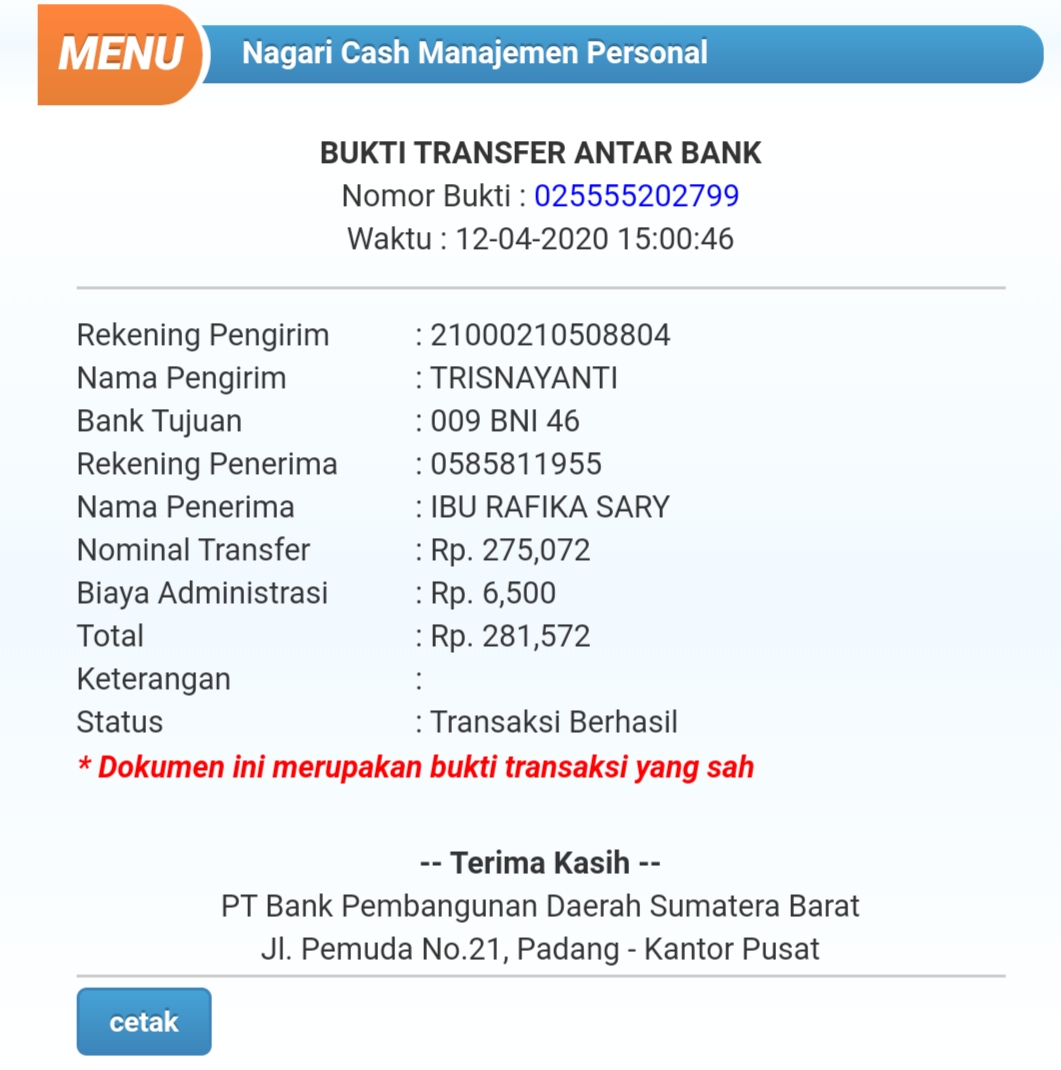 MENU Nagari Cash Manajemen Personal
BUKTI TRANSFER ANTAR BANK
Nomor Bukti : 025555202799
Waktu : 12-04-2020 15:00:46
Rekening Pengirim : 21000210508804
Nama Pengirim : TRISNAYANTI
Bank Tujuan : 009 BNI 46
Rekening Penerima : 0585811955
Nama Penerima : IBU RAFIKA SARY
Nominal Transfer : Rp. 275,072
Biaya Administrasi : Rp. 6,500
Total : Rp. 281,572
Keterangan :
Status : Transaksi Berhasil
* Dokumen ini merupakan bukti transaksi yang sah
-- Terima Kasih --
PT Bank Pembangunan Daerah Sumatera Barat
Jl. Pemuda No.21, Padang - Kantor Pusat
cetak